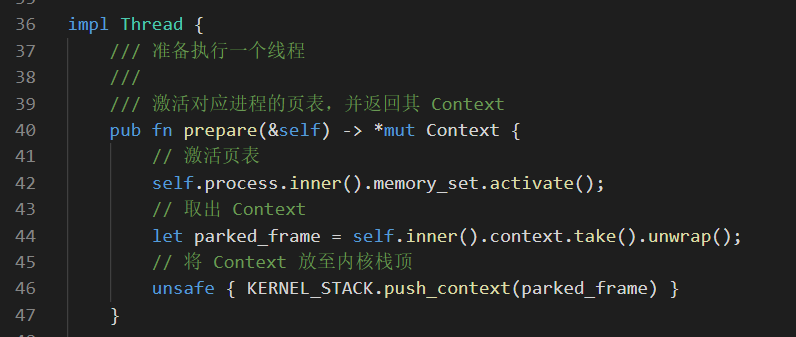 36 impl Thread {
37 /// 准备执行一个线程
38 ///
39 /// 激活对应进程的页表，并返回其 Context
40 pub fn prepare(&self) -> *mut Context {
41 // 激活页表
42 self.process.inner().memory_set.activate();
43 // 取出 Context
44 let parked_frame = self.inner().context.take().unwrap();
45 // 将 Context 放至内核栈顶
46 unsafe { KERNEL_STACK.push_context(parked_frame) }
47 }